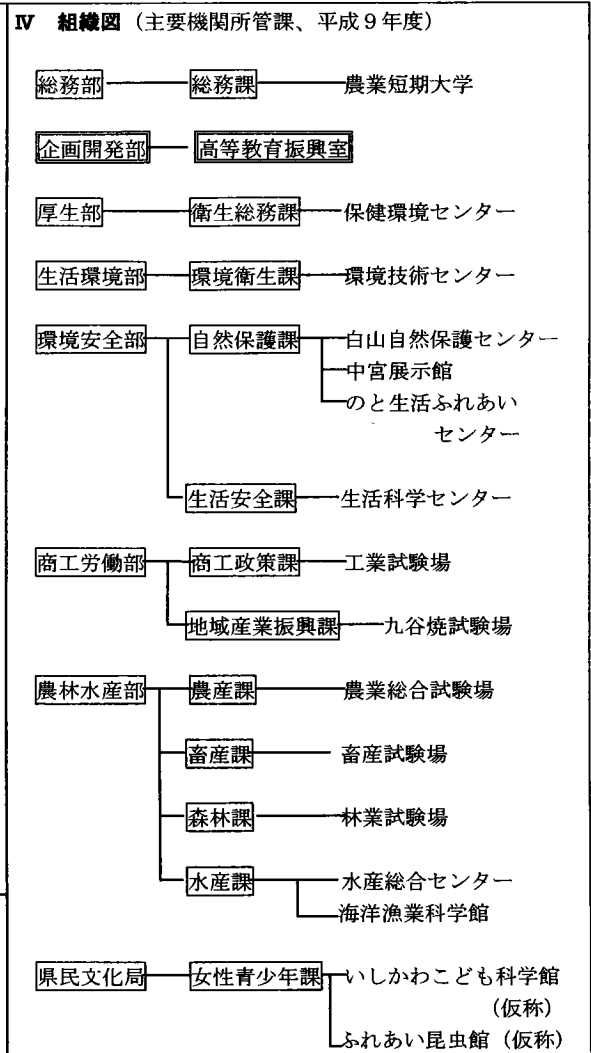 Ⅳ 組織図（主要機関所管課、平成９年度）
総務部 総務課 農業短期大学
企画開発部 高等教育振興室
厚生部 衛生総務課 保健環境センター
生活環境部 環境衛生課 環境技術センター
環境安全部 自然保護課 白山自然保護センター
中宮展示館
のと生活ふれあい
センター
生活安全課 生活科学センター
商工労働部 商工政策課 工業試験場
地域産業振興課 九谷焼試験場
農林水産部 農産課 農業総合試験場
畜産課 畜産試験場
森林課 林業試験場
水産課 水産総合センター
海洋漁業科学館
県民文化局 女性青少年課 いしかわこども科学館
（仮称）
ふれあい昆虫館（仮称）